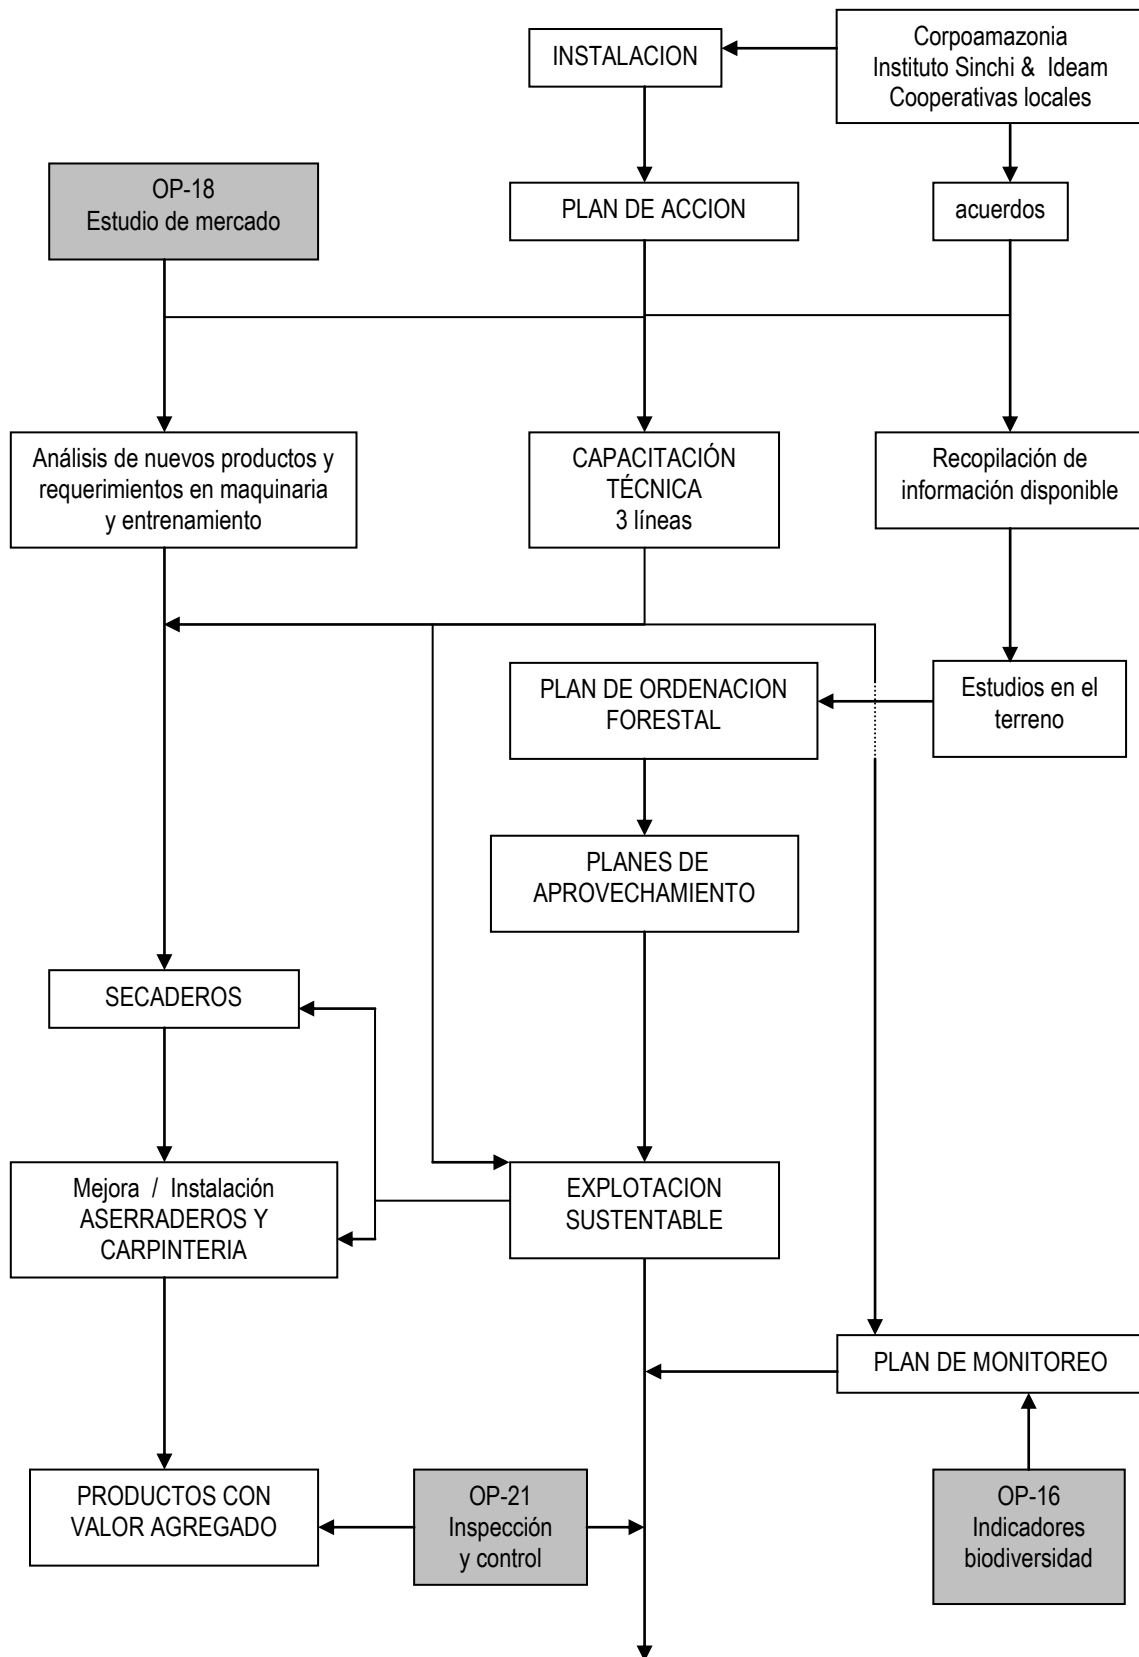 INSTALACION
Corpoamazonia
Instituto Sinchi & Ideam
Cooperativas locales
OP-18
Estudio de mercado
PLAN DE ACCION
acuerdos
Análisis de nuevos productos y
requerimientos en maquinaria
y entrenamiento
CAPACITACIÓN
TÉCNICA
3 líneas
Recopilación de
información disponible
PLAN DE ORDENACION
FORESTAL
Estudios en el
terreno
PLANES DE
APROVECHAMIENTO
SECADEROS
Mejora / Instalación
ASERRADEROS Y
CARPINTERIA
EXPLOTACION
SUSTENTABLE
PLAN DE MONITOREO
PRODUCTOS CON
VALOR AGREGADO
OP-21
Inspección
y control
OP-16
Indicadores
biodiversidad